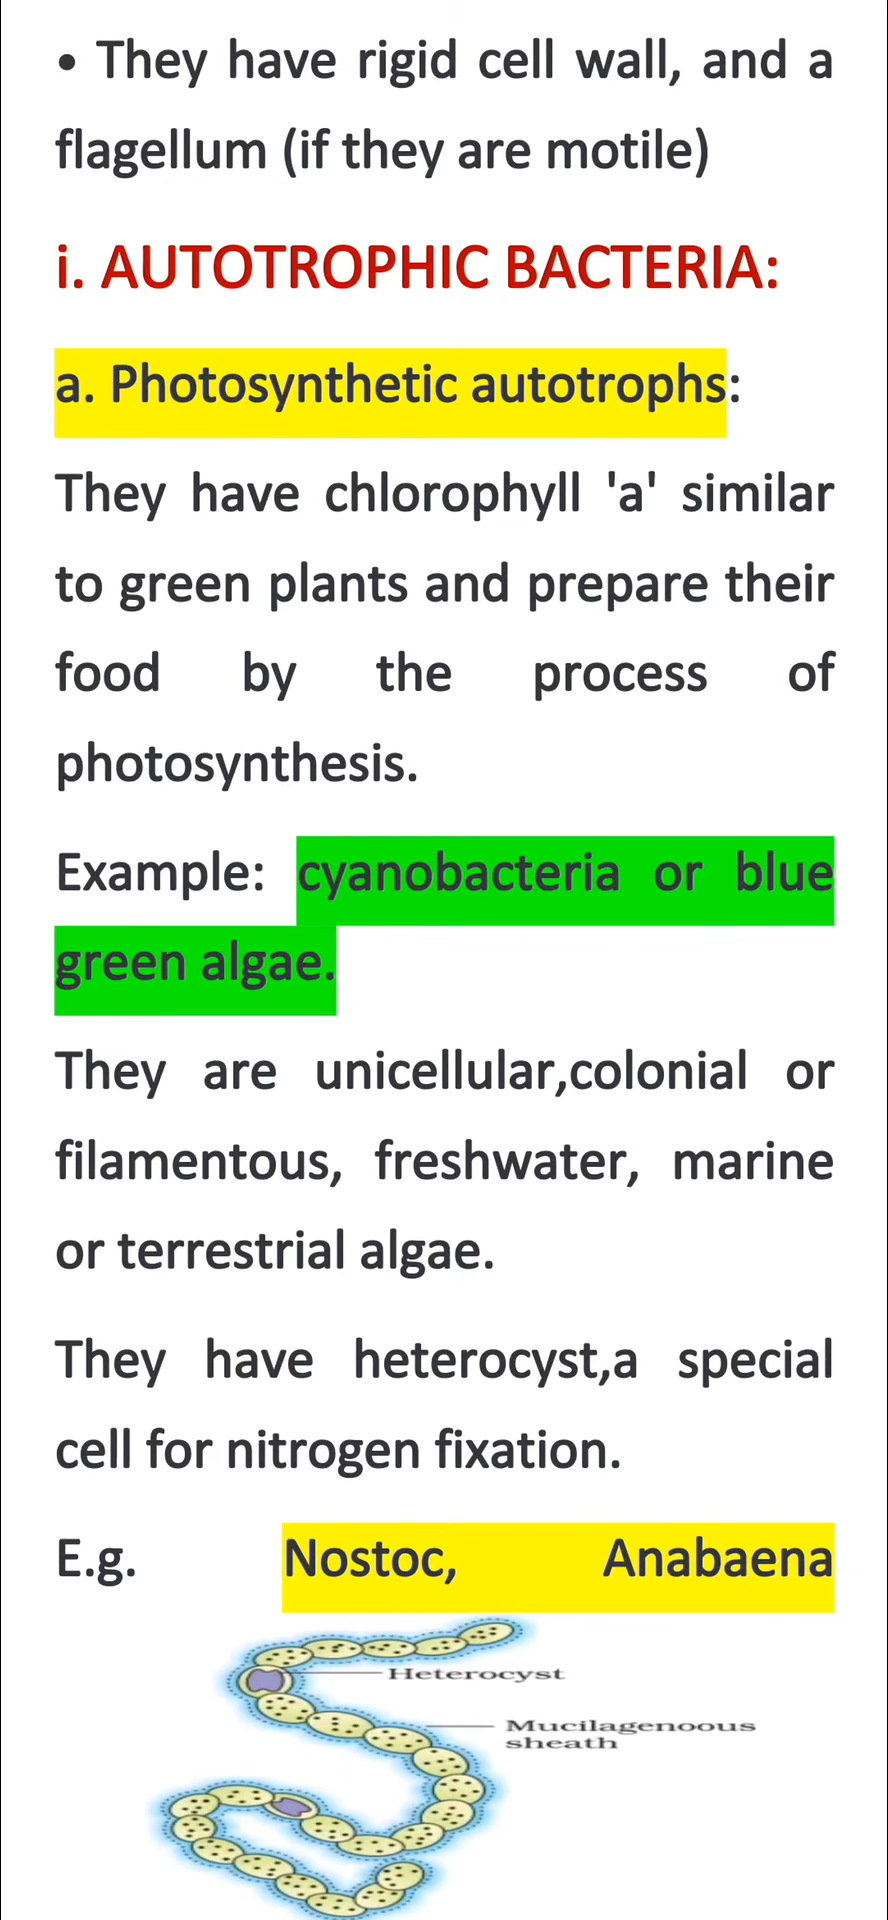 • They have rigid cell wall, and a
flagellum (if they are motile)
i. AUTOTROPHIC BACTERIA:
a. Photosynthetic autotrophs:
They have chlorophyll 'a' similar
to green plants and prepare their
food by the process of
photosynthesis.
Example: cyanobacteria or blue
green algae.
They are unicellular,colonial or
filamentous, freshwater, marine
or terrestrial algae.
They have heterocyst,a special
cell for nitrogen fixation.
E.g. Nostoc, Anabaena
Heterocyst
Mucilagenoous
sheath